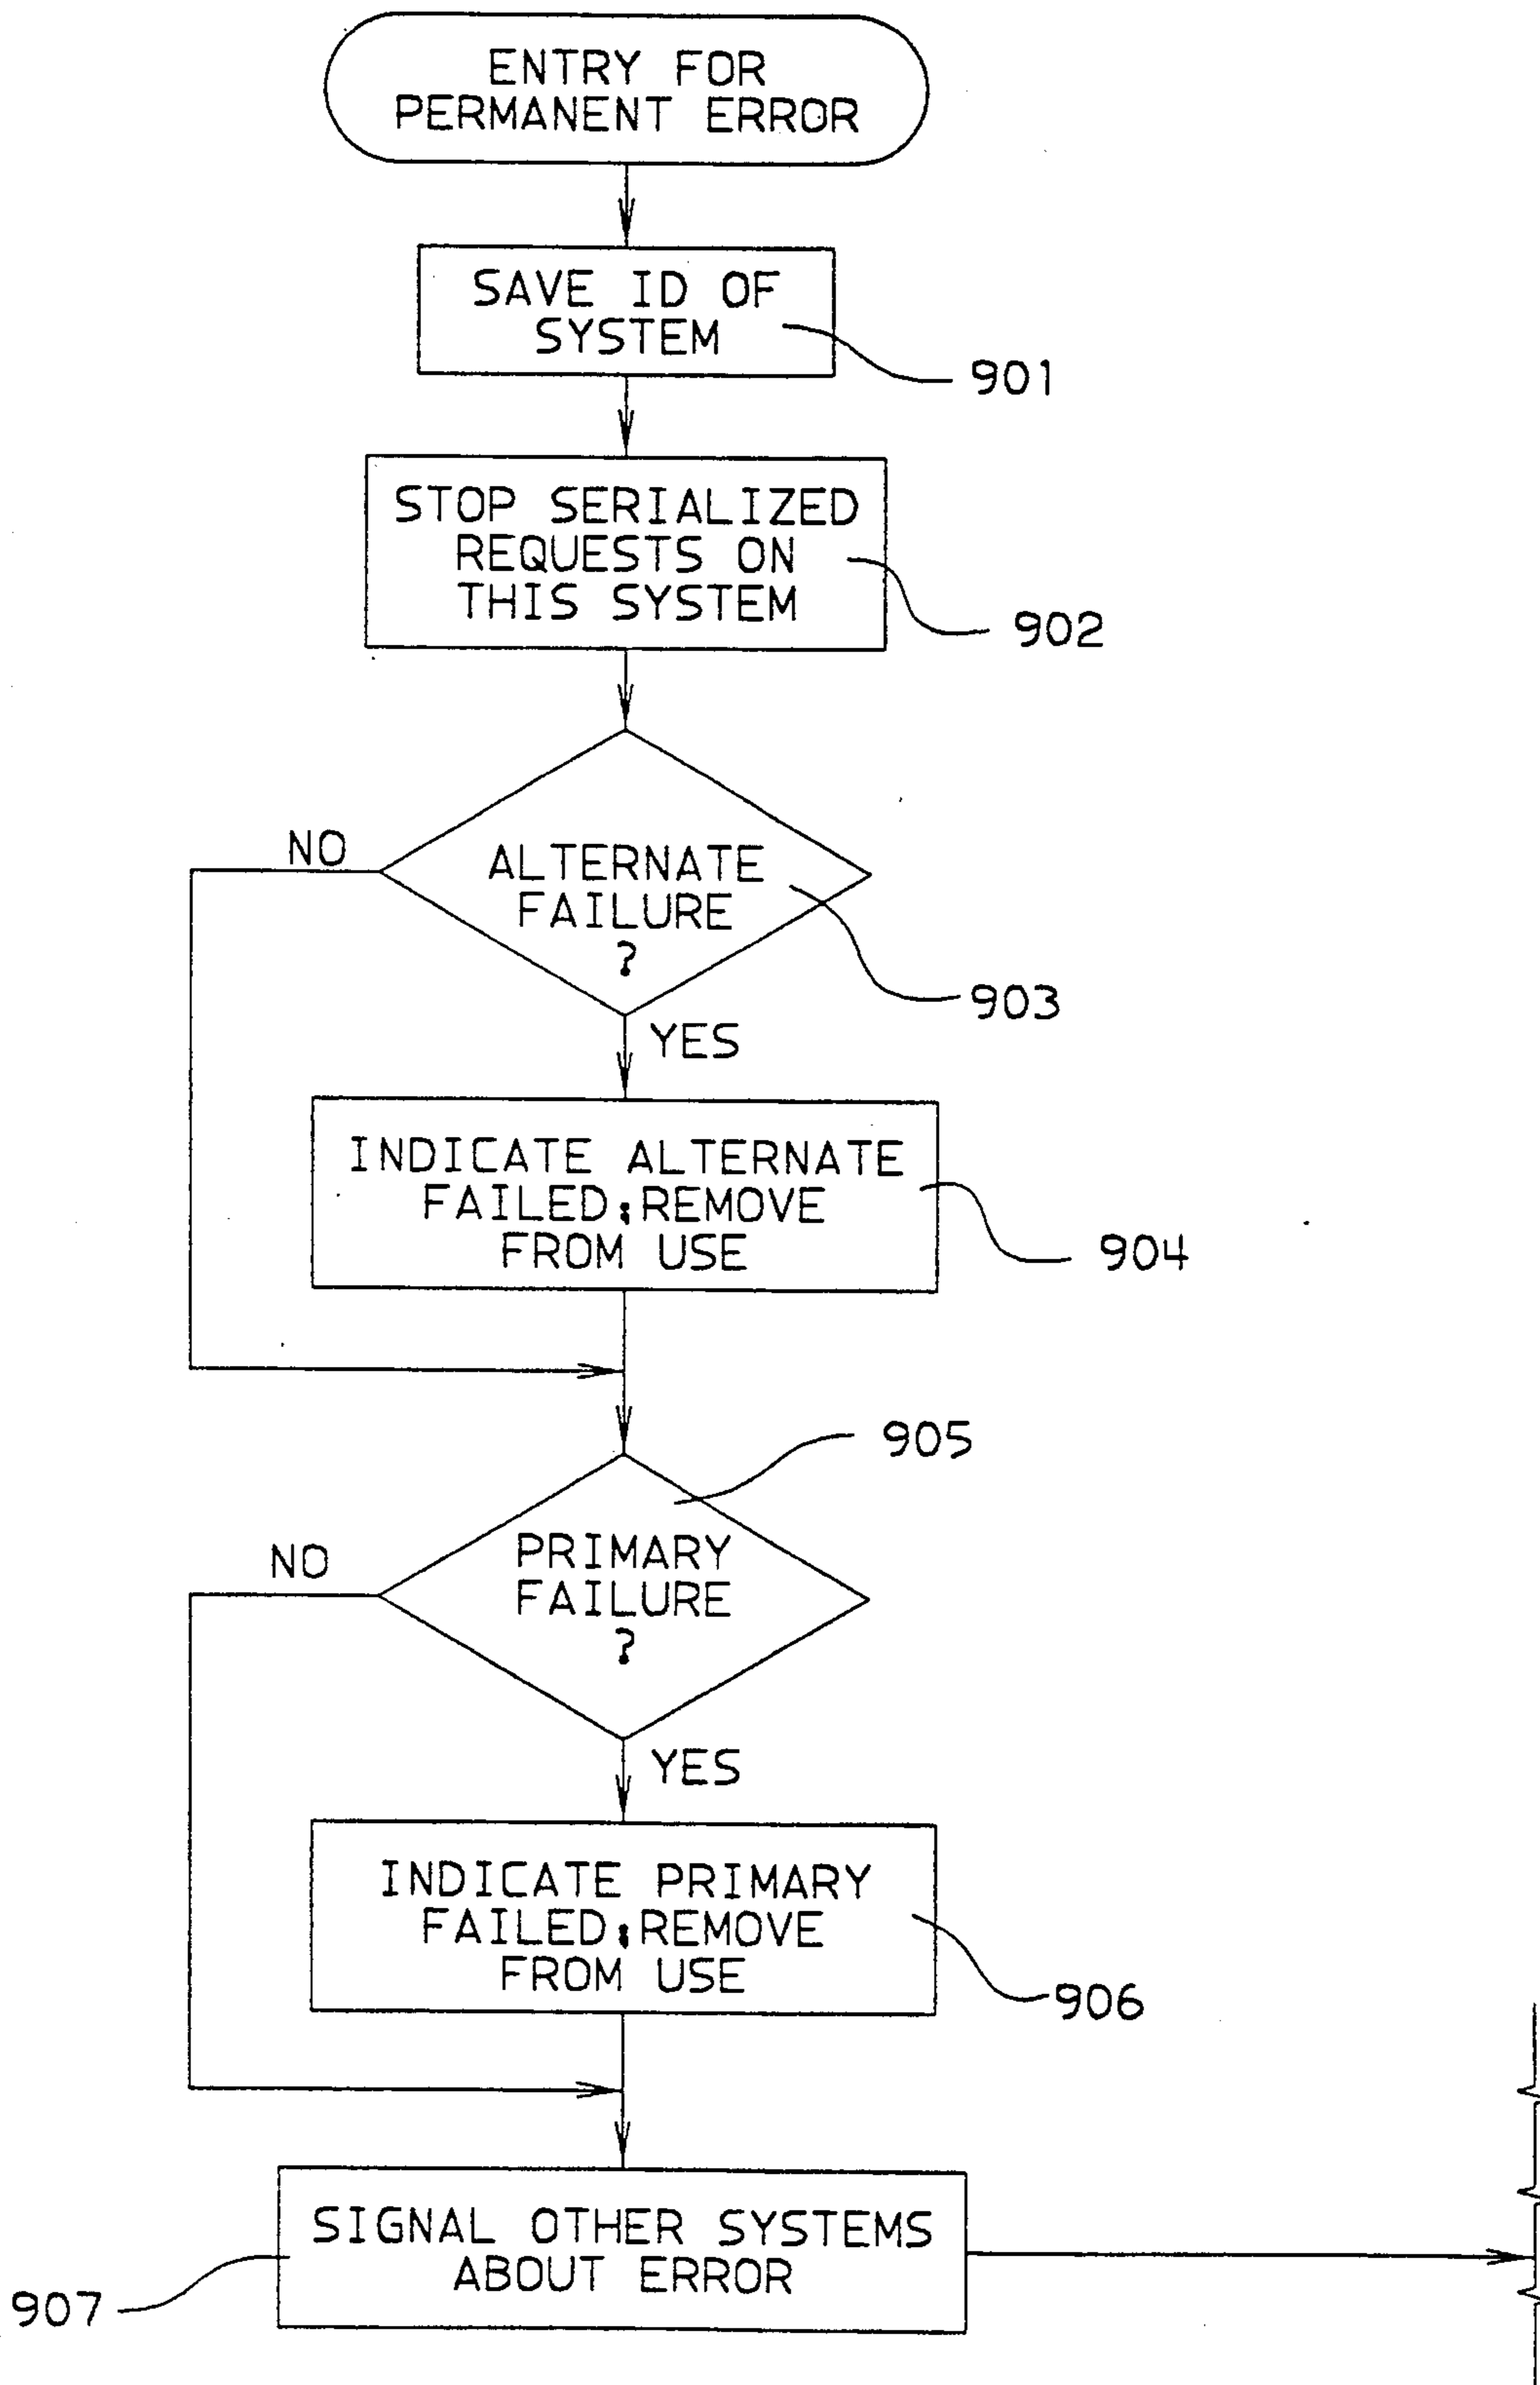 ENTRY FOR
PERMANENT ERROR
SAVE ID OF
SYSTEM
901
STOP SERIALIZED
REQUESTS ON
THIS SYSTEM
902
NO
ALTERNATE
FAILURE
?
903
YES
INDICATE ALTERNATE
FAILED;REMOVE
FROM USE
904
905
NO
PRIMARY
FAILURE
?
YES
INDICATE PRIMARY
FAILED;REMOVE
FROM USE
906
SIGNAL OTHER SYSTEMS
ABOUT ERROR
907